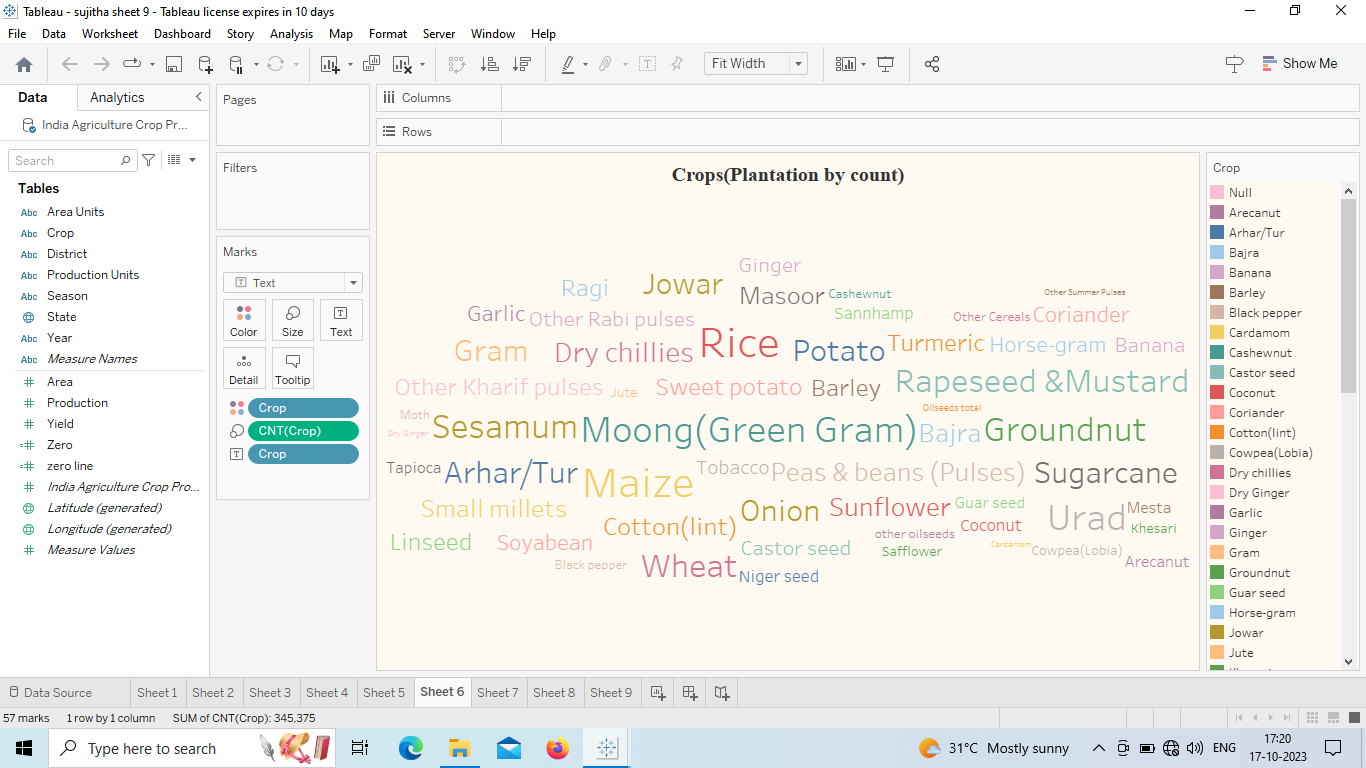 Tableau - sujitha sheet 9 - Tableau license expires in 10 days
File Data Worksheet Dashboard Story Analysis Map Format Server Window Help
Fit Width
Show Me
Data Analytics
India Agriculture Crop Pr...
Search
Tables
Abc Area Units
Abc Crop
Abc District
Abc Production Units
Abc Season
State
Abc Year
Abc Measure Names
Area
Production
Yield
Zero
zero line
India Agriculture Crop Pro...
Latitude (generated)
Longitude (generated)
Measure Values
Pages
Filters
Marks
Text
Color Size Text
Detail Tooltip
Crop
CNT(Crop)
Crop
Columns
Rows
Crops(Plantation by count)
Ginger
Ragi Jowar Masoor Cashewnut Other Summer Pulses
Garlic Other Rabi pulses Sannhamp Other Cereals Coriander
Gram Dry chillies Rice Potato Turmeric Horse-gram Banana
Other Kharif pulses Jute Sweet potato Barley Rapeseed &Mustard
Moth Oilseeds total
Dry Ginger Sesamum Moong(Green Gram) Bajra Groundnut
Tapioca Arhar/Tur Maize Tobacco Peas & beans (Pulses) Sugarcane
Small millets Cotton(lint) Onion Sunflower Guar seed Urad Mesta
Coconut Khesari
Linseed Soyabean Castor seed other oilseeds
Safflower Cardamom Cowpea(Lobia)
Black pepper Wheat Niger seed Arecanut
Crop
Null
Arecanut
Arhar/Tur
Bajra
Banana
Barley
Black pepper
Cardamom
Cashewnut
Castor seed
Coconut
Coriander
Cotton(lint)
Cowpea(Lobia)
Dry chillies
Dry Ginger
Garlic
Ginger
Gram
Groundnut
Guar seed
Horse-gram
Jowar
Jute
Data Source Sheet 1 Sheet 2 Sheet 3 Sheet 4 Sheet 5 Sheet 6 Sheet 7 Sheet 8 Sheet 9
57 marks 1 row by 1 column SUM of CNT(Crop): 345,375
Type here to search
31°C Mostly sunny
ENG
17:20
17-10-2023